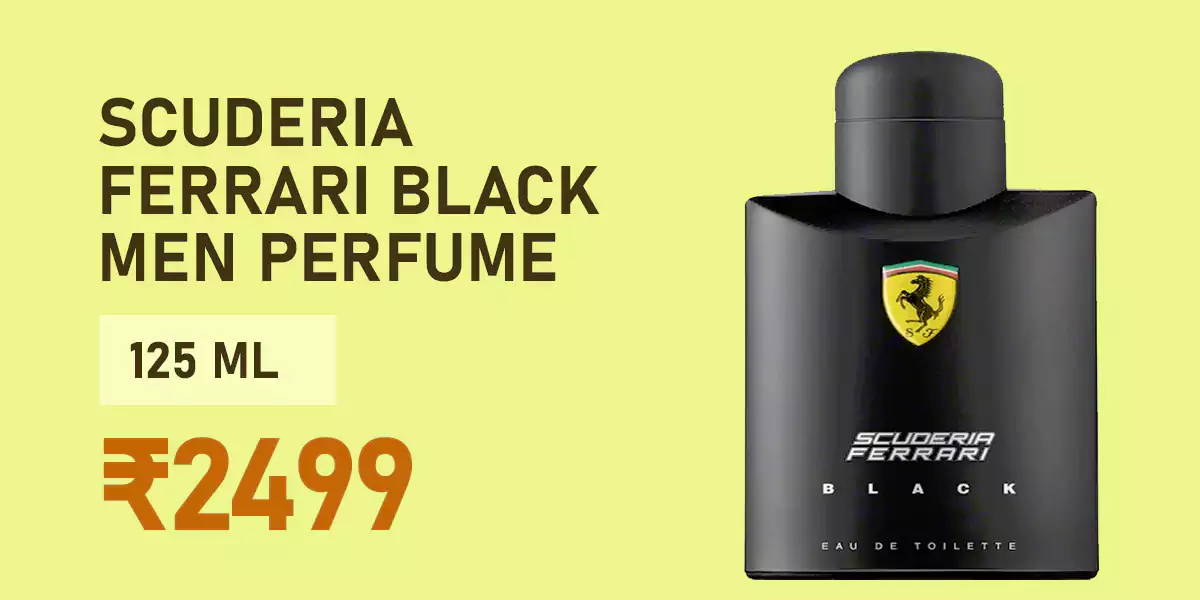 SCUDERIA
FERRARI BLACK
MEN PERFUME
125 ML
₹2499
S F
SCUDERIA
FERRARI
BLACK
EAU DE TOILETTE